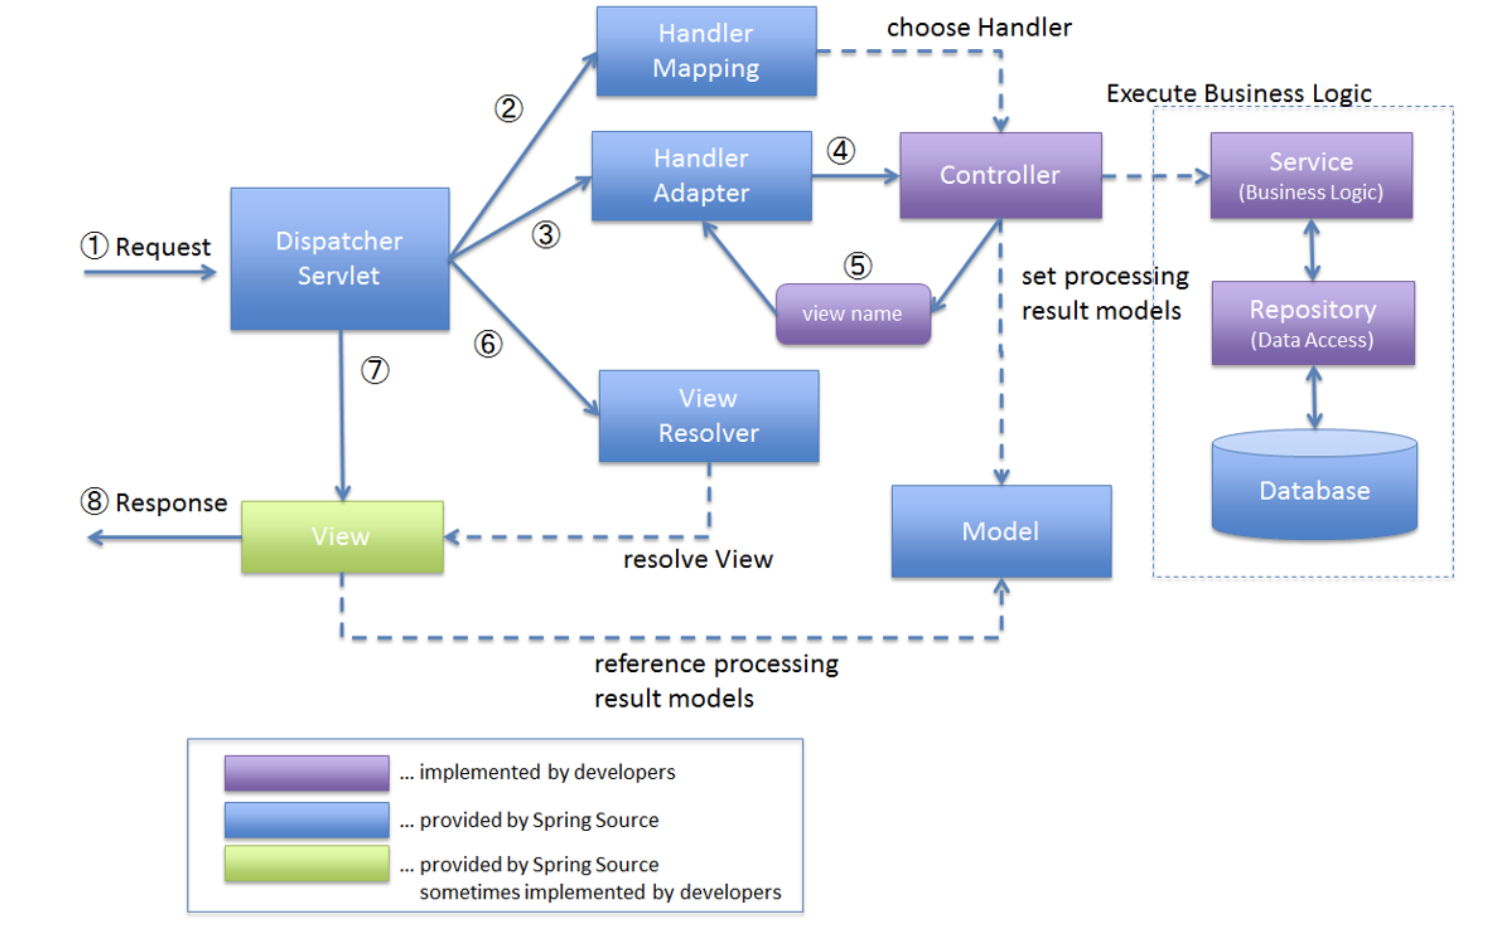 Handler
Mapping
choose Handler
②
Execute Business Logic
Handler
Adapter
④
Controller
Service
(Business Logic)
① Request
Dispatcher
Servlet
③
⑤
view name
set processing
result models
Repository
(Data Access)
⑥
⑦
View
Resolver
Database
⑧ Response
View
resolve View
Model
reference processing
result models
... implemented by developers
... provided by Spring Source
... provided by Spring Source
sometimes implemented by developers